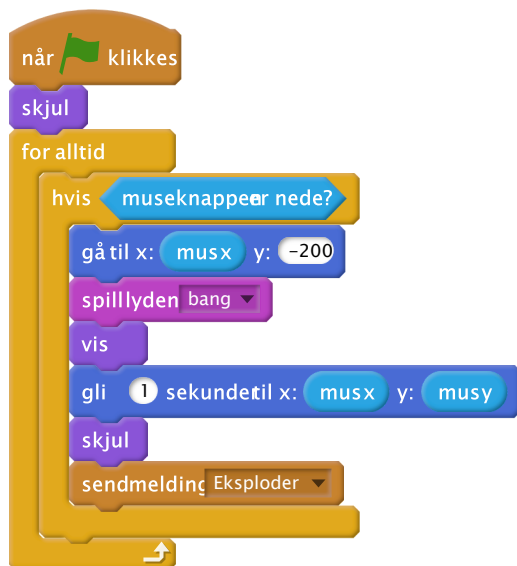 når klikkes
skjul
for alltid
hvis museknappen er nede?
gå til x: mus x y: -200
spill lyden bang
vis
gli 1 sekunder til x: mus x y: mus y
skjul
send melding Eksploder